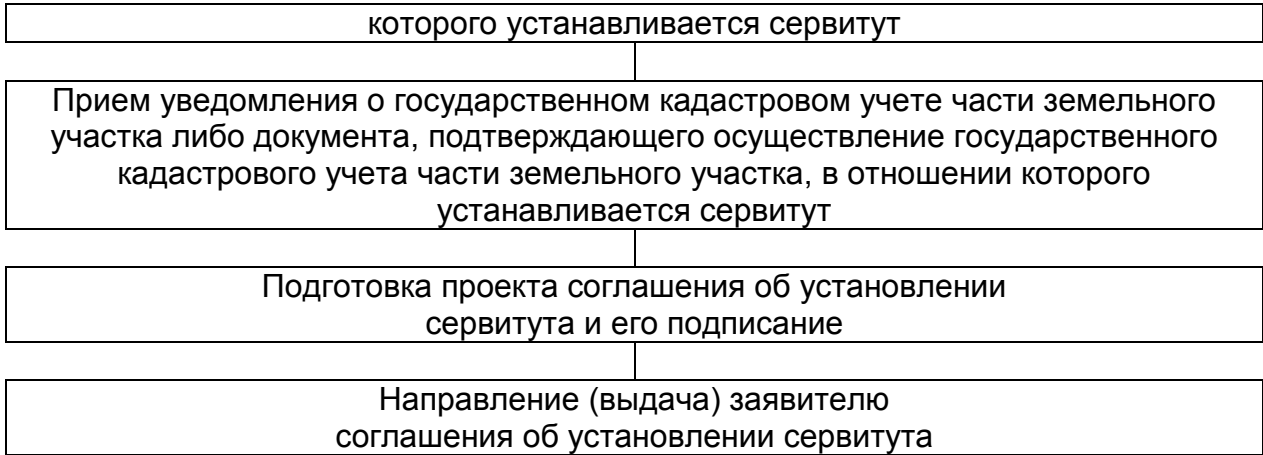 которого устанавливается сервитут
Прием уведомления о государственном кадастровом учете части земельного
участка либо документа, подтверждающего осуществление государственного
кадастрового учета части земельного участка, в отношении которого
устанавливается сервитут
Подготовка проекта соглашения об установлении
сервитута и его подписание
Направление (выдача) заявителю
соглашения об установлении сервитута